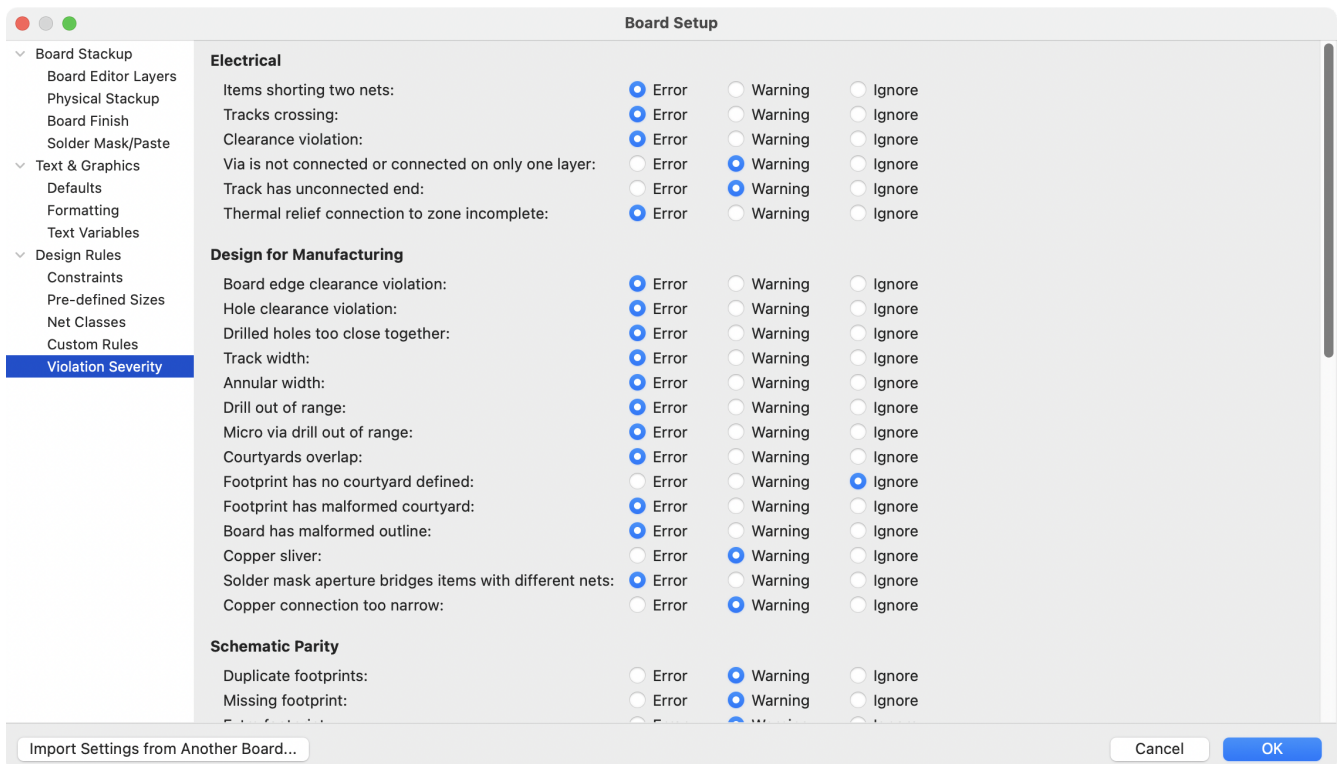 Board Setup
Board Stackup
Board Editor Layers
Physical Stackup
Board Finish
Solder Mask/Paste
Text & Graphics
Defaults
Formatting
Text Variables
Design Rules
Constraints
Pre-defined Sizes
Net Classes
Custom Rules
Violation Severity
Electrical
Items shorting two nets: Error Warning Ignore
Tracks crossing: Error Warning Ignore
Clearance violation: Error Warning Ignore
Via is not connected or connected on only one layer: Error Warning Ignore
Track has unconnected end: Error Warning Ignore
Thermal relief connection to zone incomplete: Error Warning Ignore
Design for Manufacturing
Board edge clearance violation: Error Warning Ignore
Hole clearance violation: Error Warning Ignore
Drilled holes too close together: Error Warning Ignore
Track width: Error Warning Ignore
Annular width: Error Warning Ignore
Drill out of range: Error Warning Ignore
Micro via drill out of range: Error Warning Ignore
Courtyards overlap: Error Warning Ignore
Footprint has no courtyard defined: Error Warning Ignore
Footprint has malformed courtyard: Error Warning Ignore
Board has malformed outline: Error Warning Ignore
Copper sliver: Error Warning Ignore
Solder mask aperture bridges items with different nets: Error Warning Ignore
Copper connection too narrow: Error Warning Ignore
Schematic Parity
Duplicate footprints: Error Warning Ignore
Missing footprint: Error Warning Ignore
Import Settings from Another Board...
Cancel
OK